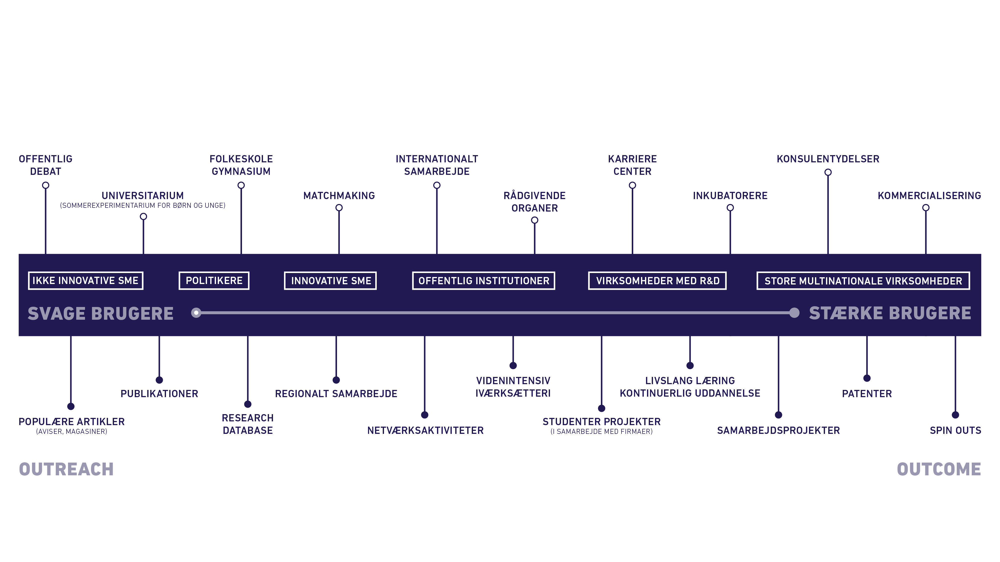 OFFENTLIG
DEBAT
UNIVERSITARIUM
(SOMMEREXPERIMENTARIUM FOR BØRN OG UNGE)
FOLKESKOLE
GYMNASIUM
MATCHMAKING
INTERNATIONALT
SAMARBEJDE
RÅDGIVENDE
ORGANER
KARRIERE
CENTER
INKUBATORERE
KONSULENTYDELSER
KOMMERCIALISERING
IKKE INNOVATIVE SME
POLITIKERE
INNOVATIVE SME
OFFENTLIG INSTITUTIONER
VIRKSOMHEDER MED R&D
STORE MULTINATIONALE VIRKSOMHEDER
SVAGE BRUGERE
STÆRKE BRUGERE
POPULÆRE ARTIKLER
(AVISER, MAGASINER)
PUBLIKATIONER
RESEARCH
DATABASE
REGIONALT SAMARBEJDE
NETVÆRKSAKTIVITETER
VIDENINTENSIV
IVÆRKSÆTTERI
STUDENTER PROJEKTER
(I SAMARBEJDE MED FIRMAER)
LIVSLANG LÆRING
KONTINUERLIG UDDANNELSE
SAMARBEJDSPROJEKTER
PATENTER
SPIN OUTS
OUTREACH
OUTCOME